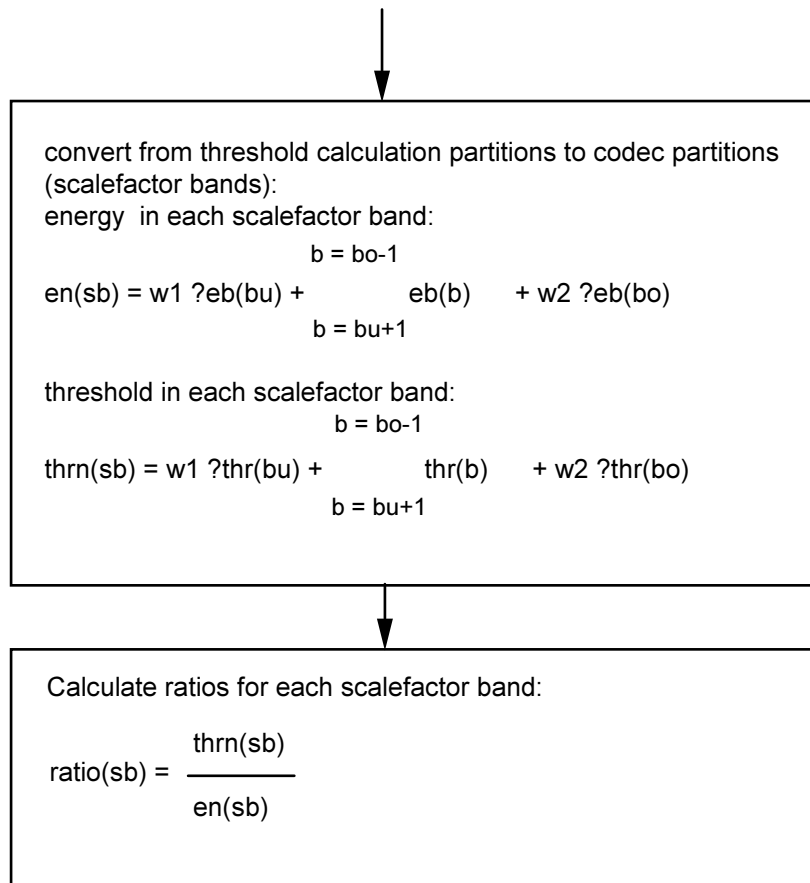 convert from threshold calculation partitions to codec partitions
(scalefactor bands):
energy in each scalefactor band:
b = bo-1
en(sb) = w1 ?eb(bu) + eb(b) + w2 ?eb(bo)
b = bu+1
threshold in each scalefactor band:
b = bo-1
thrn(sb) = w1 ?thr(bu) + thr(b) + w2 ?thr(bo)
b = bu+1
Calculate ratios for each scalefactor band:
thrn(sb)
ratio(sb) =
en(sb)